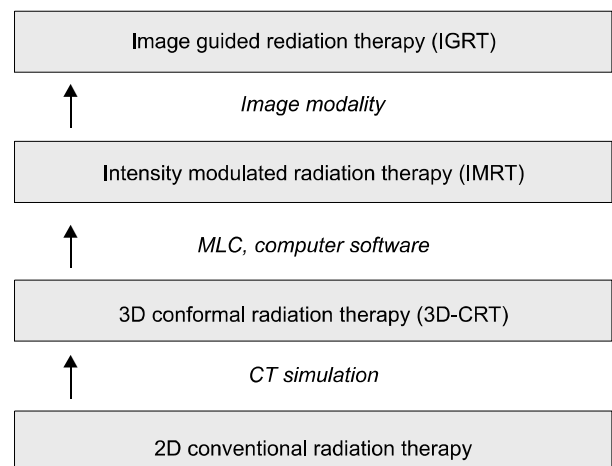 Image guided rediation therapy (IGRT)
Image modality
Intensity modulated radiation therapy (IMRT)
MLC, computer software
3D conformal radiation therapy (3D-CRT)
CT simulation
2D conventional radiation therapy